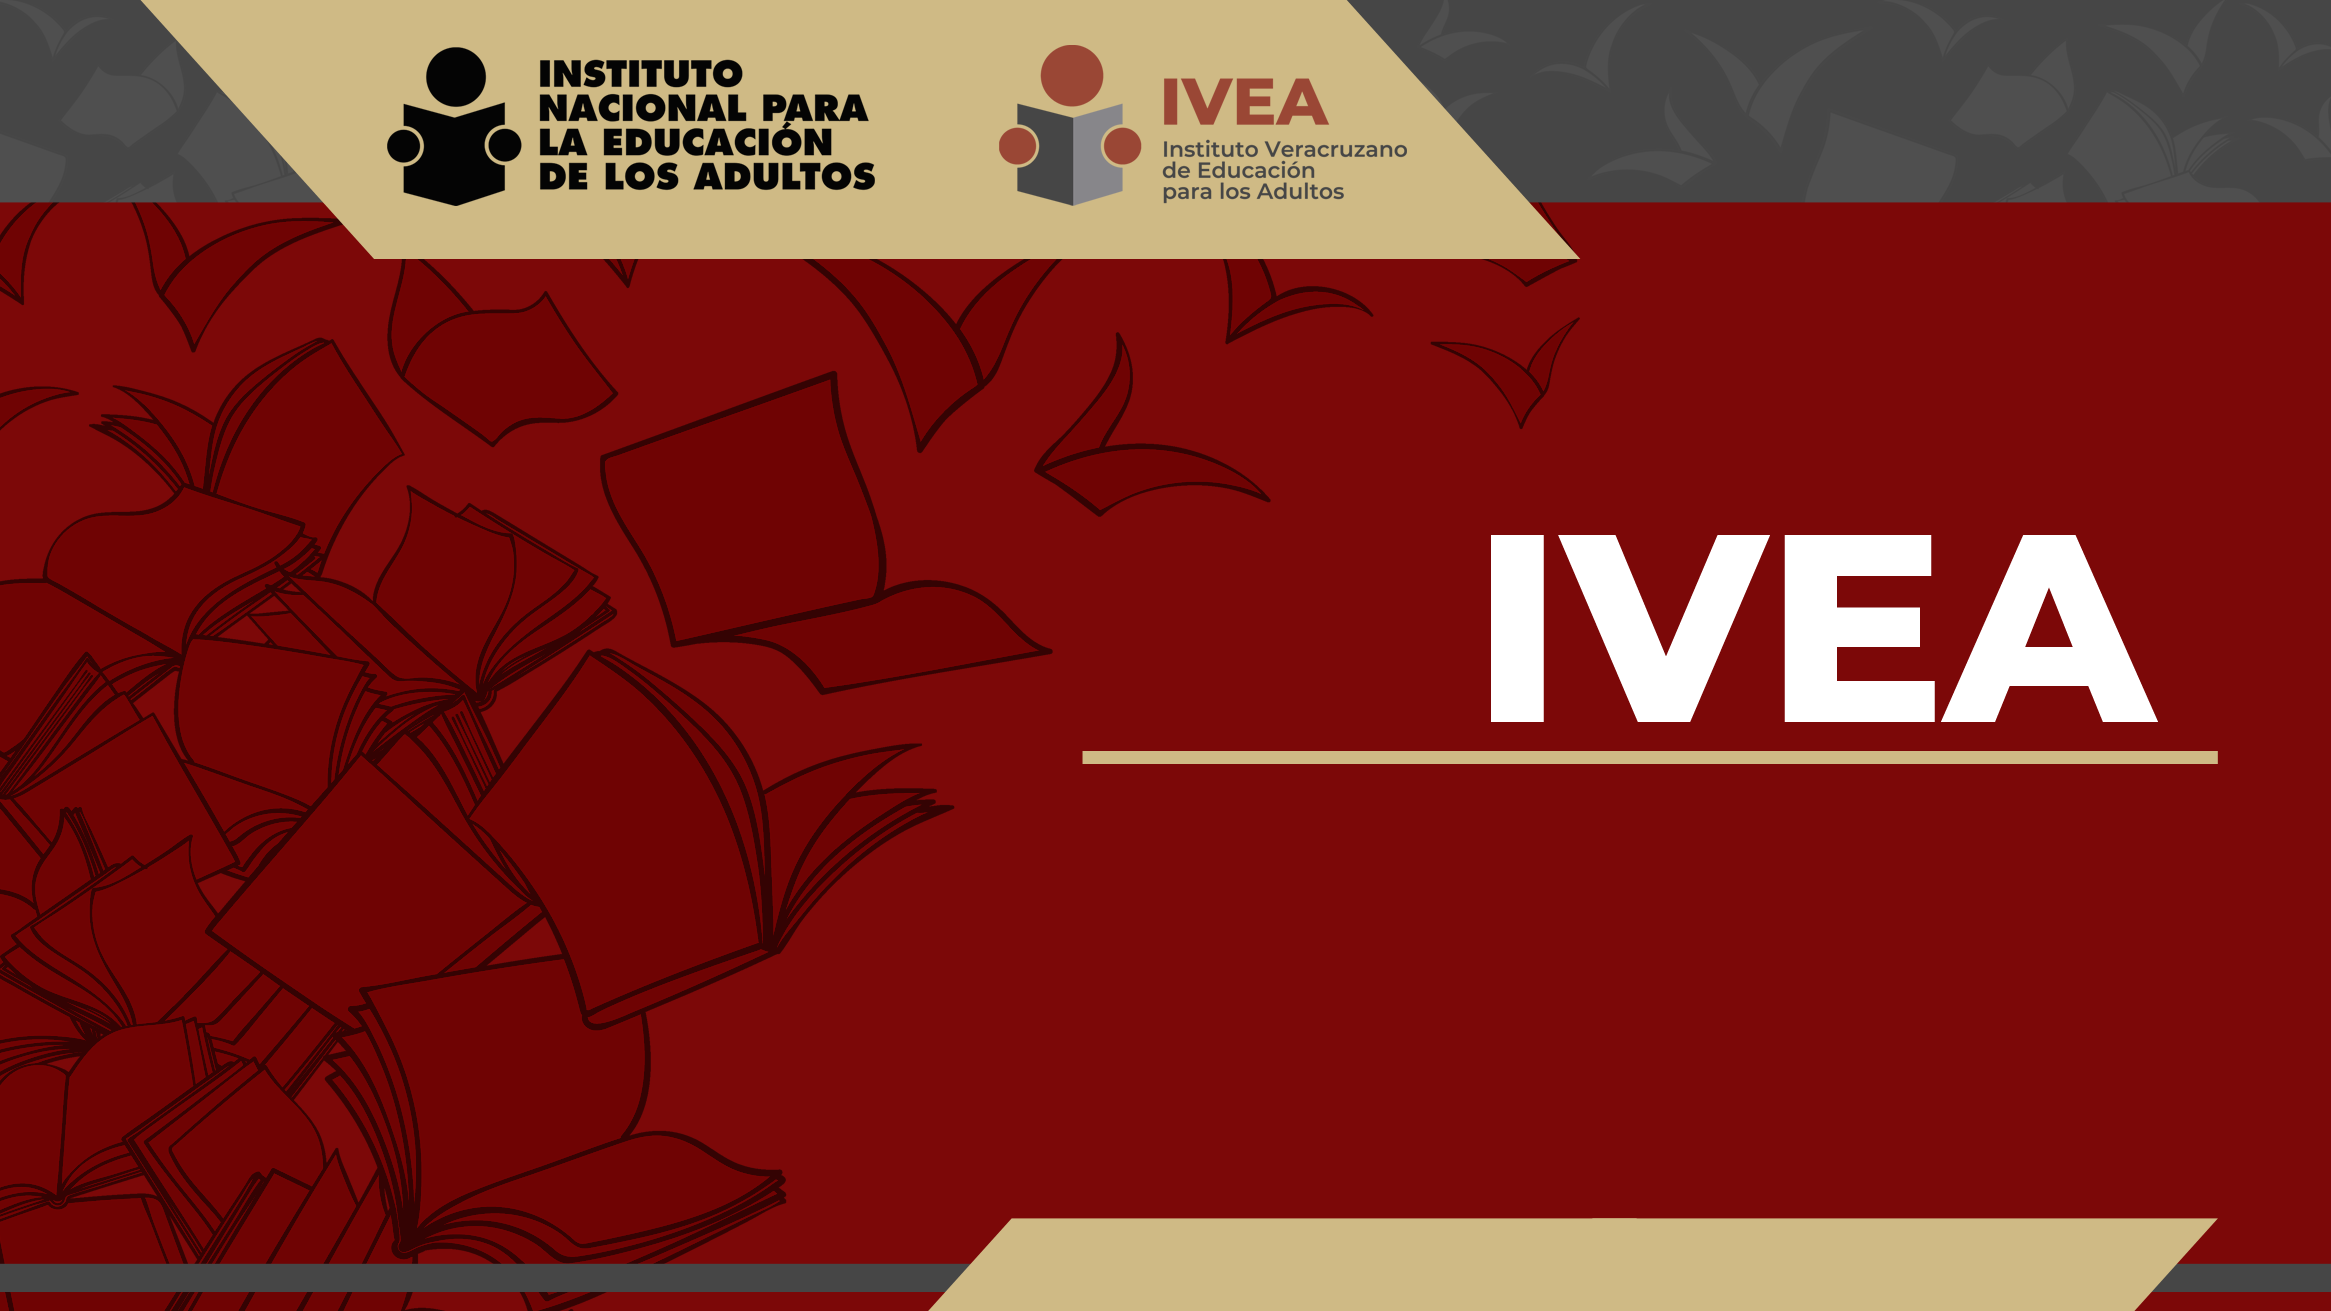 INSTITUTO
NACIONAL PARA
LA EDUCACIÓN
DE LOS ADULTOS
IVEA
Instituto Veracruzano
de Educación
para los Adultos
IVEA